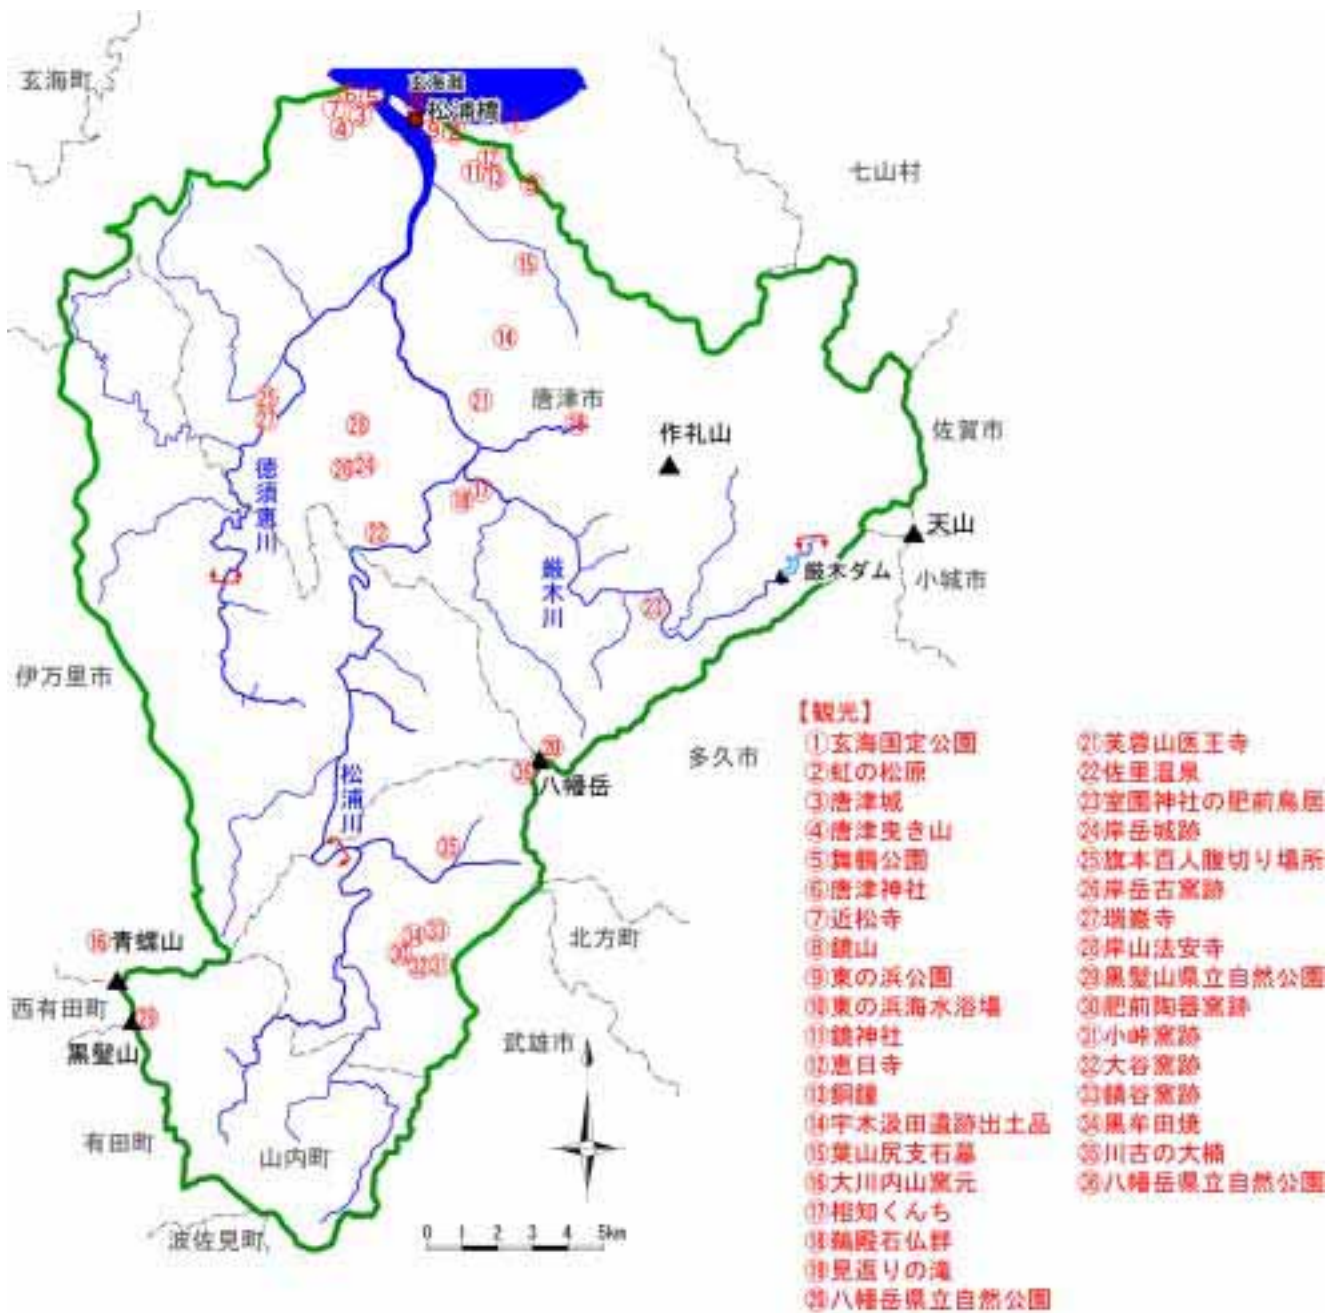 玄海町
玄海灘
松浦橋
七山村
⑦
③
④
⑪
⑬
⑮
⑭
㉑
唐津市
作礼山
佐賀市
㉗
㉒
徳須恵川
厳木川
天山
厳木ダム
小城市
㉓
伊万里市
多久市
八幡岳
松浦川
㉟
⑯青螺山
北方町
㉞㉝
㉚㉜㉛
西有田町
㉙
黒髪山
武雄市
有田町
山内町
波佐見町
0 1 2 3 4 5km
【観光】
①玄海国定公園
②虹の松原
③唐津城
④唐津曳き山
⑤舞鶴公園
⑥唐津神社
⑦近松寺
⑧鏡山
⑨東の浜公園
⑩東の浜海水浴場
⑪鏡神社
⑫恵日寺
⑬銅鐘
⑭宇木汲田遺跡出土品
⑮葉山尻支石墓
⑯大川内山窯元
⑰相知くんち
⑱鵜殿石仏群
⑲見返りの滝
⑳八幡岳県立自然公園
㉑芙蓉山医王寺
㉒佐里温泉
㉓室園神社の肥前鳥居
㉔岸岳城跡
㉕旗本百人腹切り場所
㉖岸岳古窯跡
㉗瑞巌寺
㉘岸山法安寺
㉙黒髪山県立自然公園
㉚肥前陶器窯跡
㉛小峠窯跡
㉜大谷窯跡
㉝錆谷窯跡
㉞黒牟田焼
㉟川古の大楠
㊱八幡岳県立自然公園